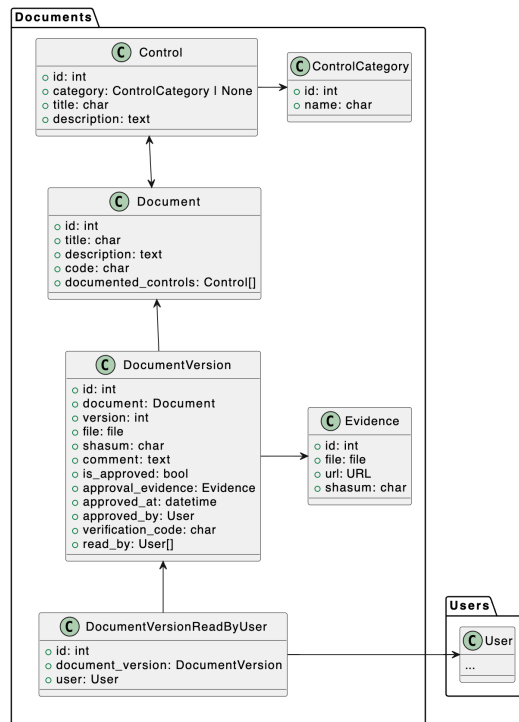 Documents
C Control
id: int
category: ControlCategory | None
title: char
description: text
C ControlCategory
id: int
name: char
C Document
id: int
title: char
description: text
code: char
documented_controls: Control[]
C DocumentVersion
id: int
document: Document
version: int
file: file
shasum: char
comment: text
is_approved: bool
approval_evidence: Evidence
approved_at: datetime
approved_by: User
verification_code: char
read_by: User[]
C Evidence
id: int
file: file
url: URL
shasum: char
C DocumentVersionReadByUser
id: int
document_version: DocumentVersion
user: User
Users
C User
...